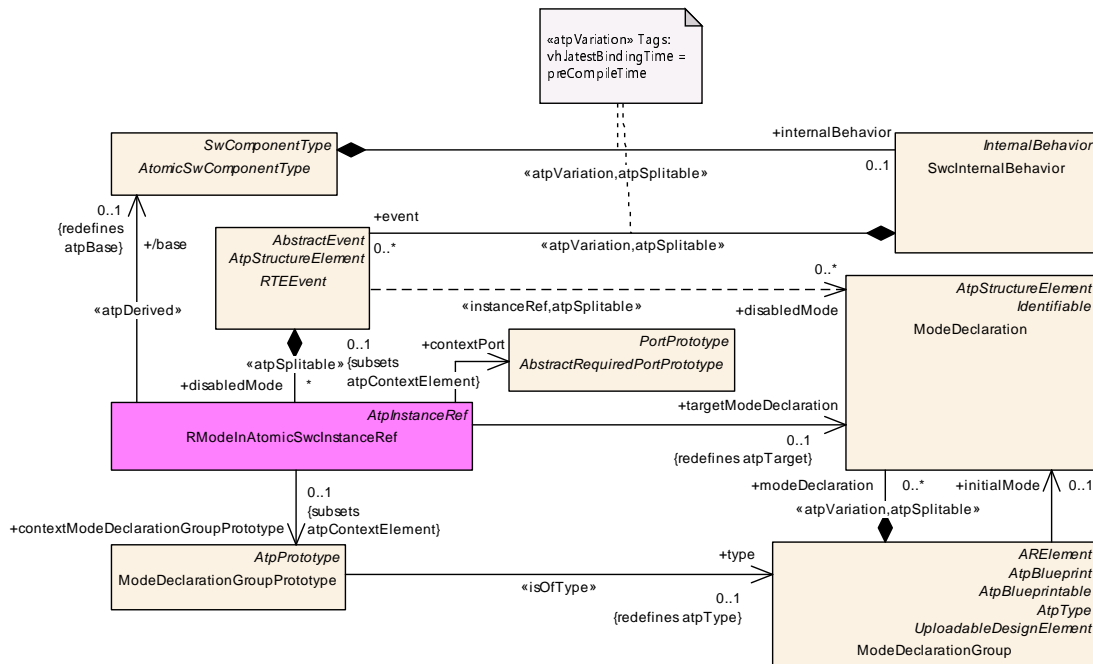 «atpVariation» Tags:
vh.latestBindingTime =
preCompileTime
SwComponentType
AtomicSwComponentType
+internalBehavior
0..1
«atpVariation,atpSplitable»
InternalBehavior
SwcInternalBehavior
0..1
{redefines
atpBase}
+/base
«atpDerived»
AbstractEvent
AtpStructureElement
RTEEvent
+event
0..*
«atpVariation,atpSplitable»
«instanceRef,atpSplitable»
0..*
+disabledMode
AtpStructureElement
Identifiable
ModeDeclaration
«atpSplitable»
+disabledMode
*
0..1
{subsets
atpContextElement}
+contextPort
PortPrototype
AbstractRequiredPortPrototype
AtpInstanceRef
RModeInAtomicSwcInstanceRef
+targetModeDeclaration
0..1
{redefines atpTarget}
+modeDeclaration
0..*
«atpVariation,atpSplitable»
+initialMode
0..1
0..1
{subsets
atpContextElement}
+contextModeDeclarationGroupPrototype
AtpPrototype
ModeDeclarationGroupPrototype
+type
«isOfType»
0..1
{redefines atpType}
ARElement
AtpBlueprint
AtpBlueprintable
AtpType
UploadableDesignElement
ModeDeclarationGroup